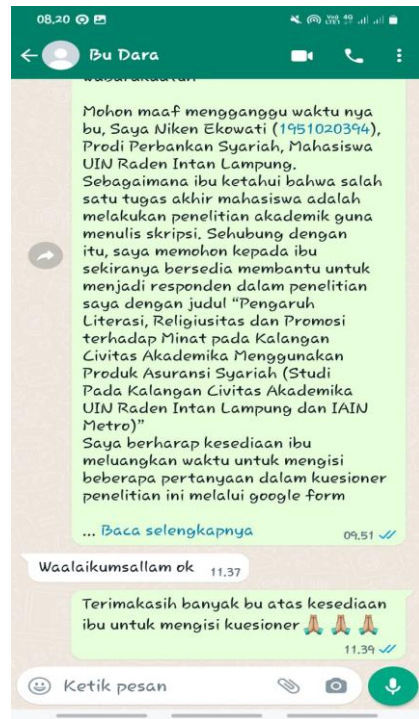 08.20
Vo) 4G
LTE1
Bu Dara
Mohon maaf mengganggu waktu nya
bu, Saya Niken Ekowati (1951020394),
Prodi Perbankan Syariah, Mahasiswa
UIN Raden Intan Lampung.
Sebagaimana ibu ketahui bahwa salah
satu tugas akhir mahasiswa adalah
melakukan penelitian akademik guna
menulis skripsi. Sehubung dengan
itu, saya memohon kepada ibu
sekiranya bersedia membantu untuk
menjadi responden dalam penelitian
saya dengan judul “Pengaruh
Literasi, Religiusitas dan Promosi
terhadap Minat pada Kalangan
Civitas Akademika Menggunakan
Produk Asuransi Syariah (Studi
Pada Kalangan Civitas Akademika
UIN Raden Intan Lampung dan IAIN
Metro)”
Saya berharap kesediaan ibu
meluangkan waktu untuk mengisi
beberapa pertanyaan dalam kuesioner
penelitian ini melalui google form
... Baca selengkapnya 09.51
Waalaikumsallam ok 11.37
Terimakasih banyak bu atas kesediaan
ibu untuk mengisi kuesioner 🙏🙏🙏
11.39
Ketik pesan